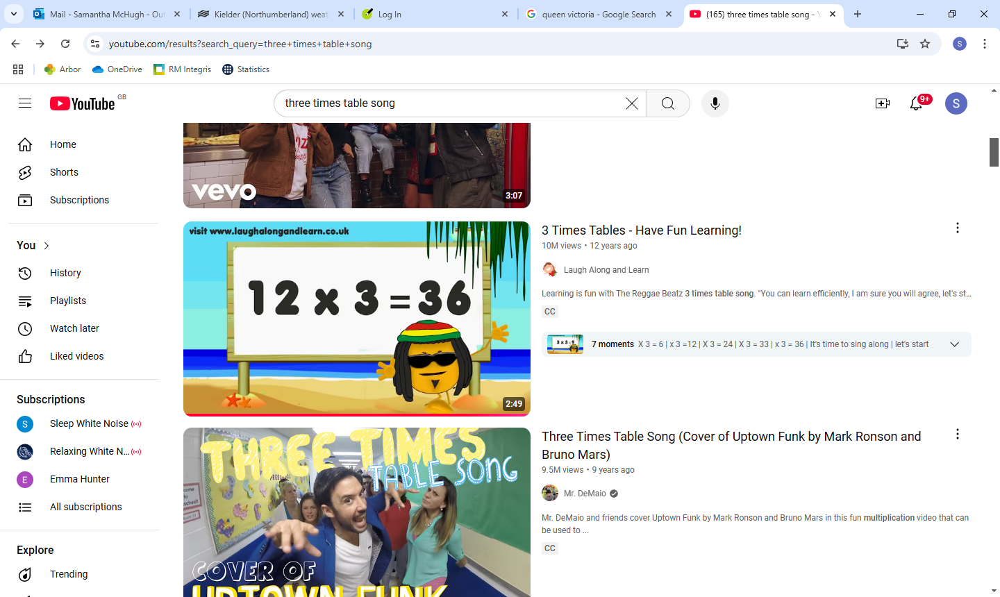 Mail - Samantha McHugh - Out
Kielder (Northumberland) weat
Log In
queen victoria - Google Search
(165) three times table song - Y
youtube.com/results?search_query=three+times+table+song
S
Arbor
OneDrive
RM Integris
Statistics
YouTube GB
three times table song
9+
S
Home
Shorts
Subscriptions
You
History
Playlists
Watch later
Liked videos
Subscriptions
S Sleep White Noise
Relaxing White N...
E Emma Hunter
All subscriptions
Explore
Trending
vevo
3:07
visit www.laughalongandlearn.co.uk
12 x 3 = 36
2:49
3 Times Tables - Have Fun Learning!
10M views • 12 years ago
Laugh Along and Learn
Learning is fun with The Reggae Beatz 3 times table song. "You can learn efficiently, I am sure you will agree, let's st...
CC
3 x 3 = 9
7 moments X 3 = 6 | x 3 =12 | X 3 = 24 | X 3 = 33 | x 3 = 36 | It's time to sing along | let's start
THREE TIMES
TABLE SONG
COVER OF
UPTOWN FUNK
Three Times Table Song (Cover of Uptown Funk by Mark Ronson and
Bruno Mars)
9.5M views • 9 years ago
Mr. DeMaio
Mr. DeMaio and friends cover Uptown Funk by Mark Ronson and Bruno Mars in this fun multiplication video that can
be used to ...
CC